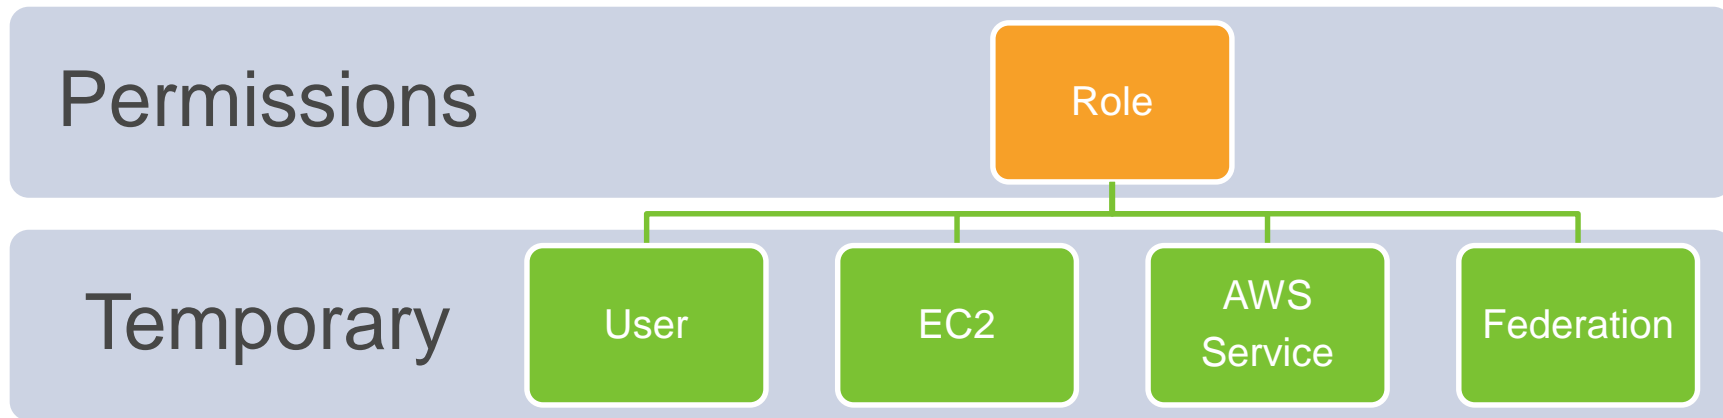 Permissions
Role
Temporary
User
EC2
AWS
Service
Federation